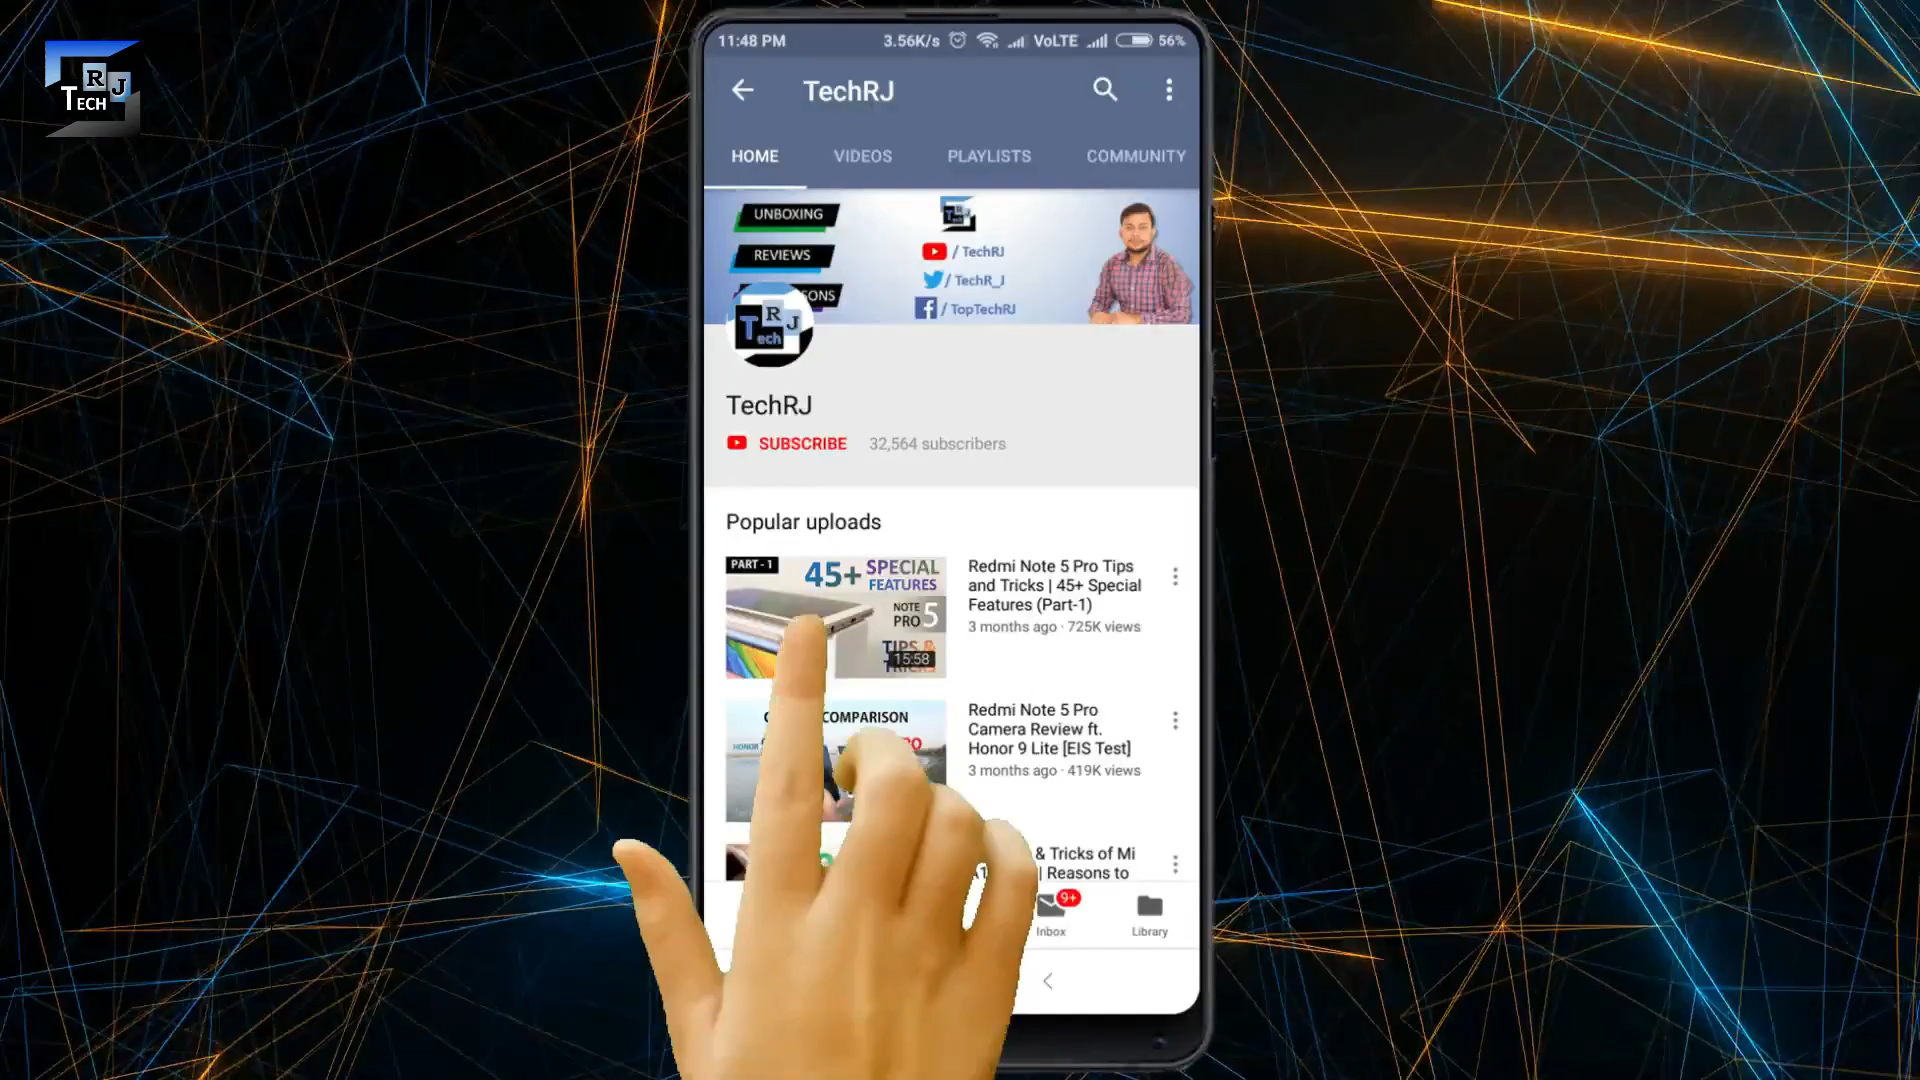 R J
TECH
11:48 PM
3.56K/s
VoLTE
56%
TechRJ
HOME
VIDEOS
PLAYLISTS
COMMUNITY
UNBOXING
REVIEWS
SONS
/ TechRJ
/ TechR_J
/ TopTechRJ
T R J
ech
TechRJ
SUBSCRIBE
32,564 subscribers
Popular uploads
PART - 1
45+ SPECIAL
FEATURES
NOTE
PRO 5
TIPS &
15:58
Redmi Note 5 Pro Tips
and Tricks | 45+ Special
Features (Part-1)
3 months ago · 725K views
COMPARISON
HONOR
Redmi Note 5 Pro
Camera Review ft.
Honor 9 Lite [EIS Test]
3 months ago · 419K views
& Tricks of Mi
| Reasons to
9+
Inbox
Library